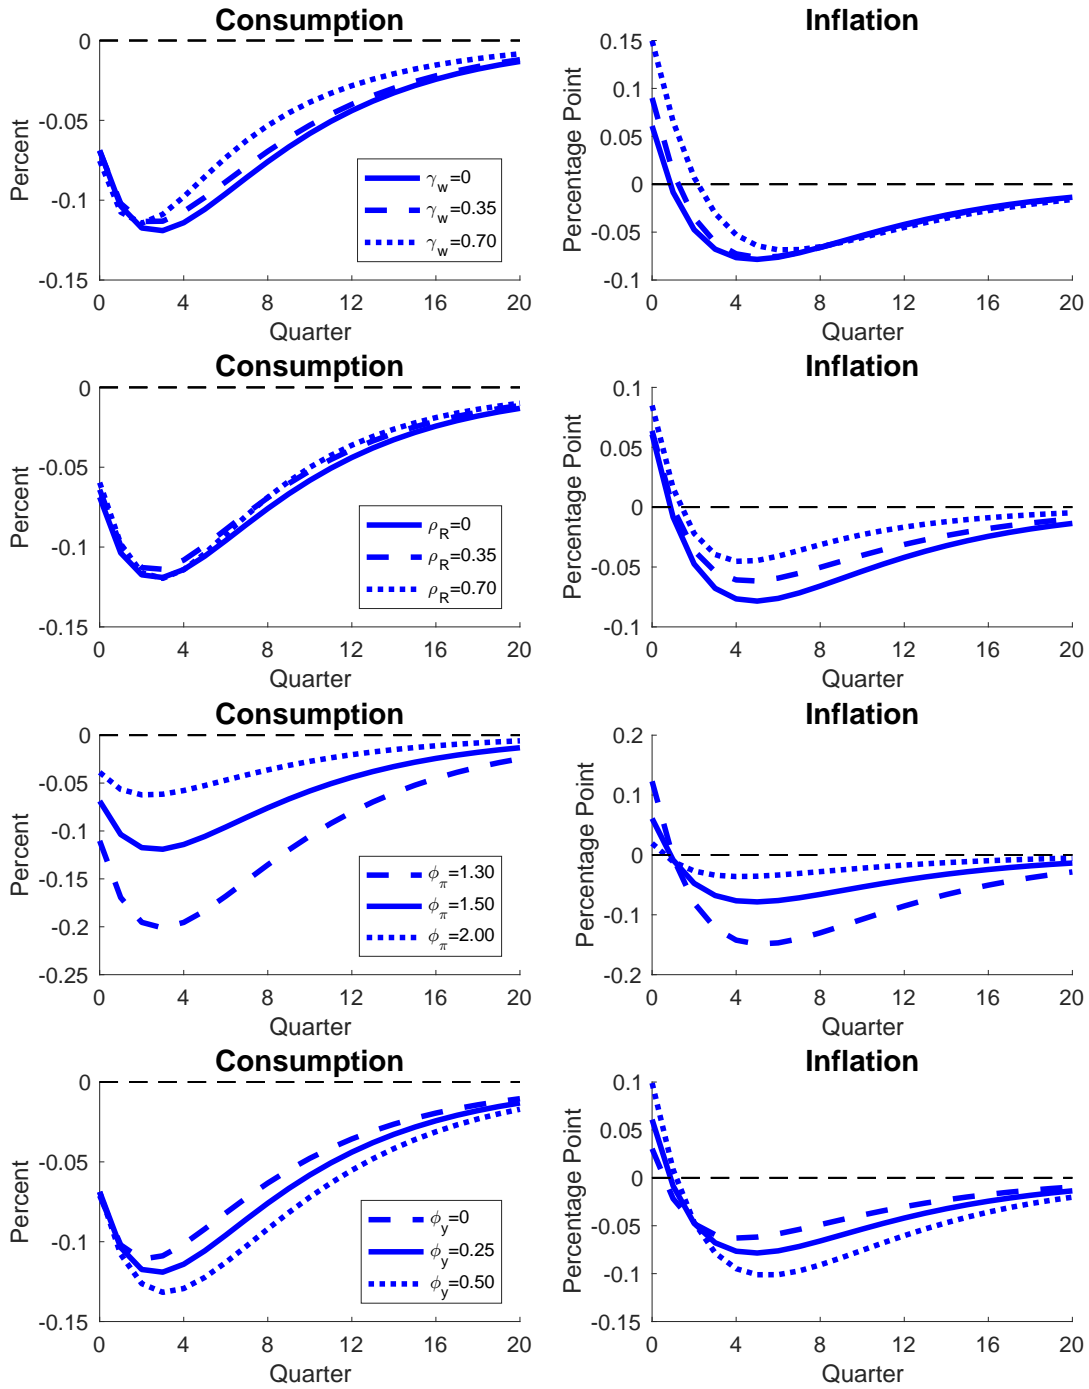 Consumption
Percent
0
-0.05
-0.1
-0.15
γw=0
γw=0.35
γw=0.70
0 4 8 12 16 20
Quarter
Inflation
Percentage Point
0.15
0.1
0.05
0
-0.05
-0.1
0 4 8 12 16 20
Quarter
Consumption
Percent
0
-0.05
-0.1
-0.15
ρR=0
ρR=0.35
ρR=0.70
0 4 8 12 16 20
Quarter
Inflation
Percentage Point
0.1
0.05
0
-0.05
-0.1
0 4 8 12 16 20
Quarter
Consumption
Percent
0
-0.05
-0.1
-0.15
-0.2
-0.25
ϕπ=1.30
ϕπ=1.50
ϕπ=2.00
0 4 8 12 16 20
Quarter
Inflation
Percentage Point
0.2
0.1
0
-0.1
-0.2
0 4 8 12 16 20
Quarter
Consumption
Percent
0
-0.05
-0.1
-0.15
ϕy=0
ϕy=0.25
ϕy=0.50
0 4 8 12 16 20
Quarter
Inflation
Percentage Point
0.1
0.05
0
-0.05
-0.1
-0.15
0 4 8 12 16 20
Quarter